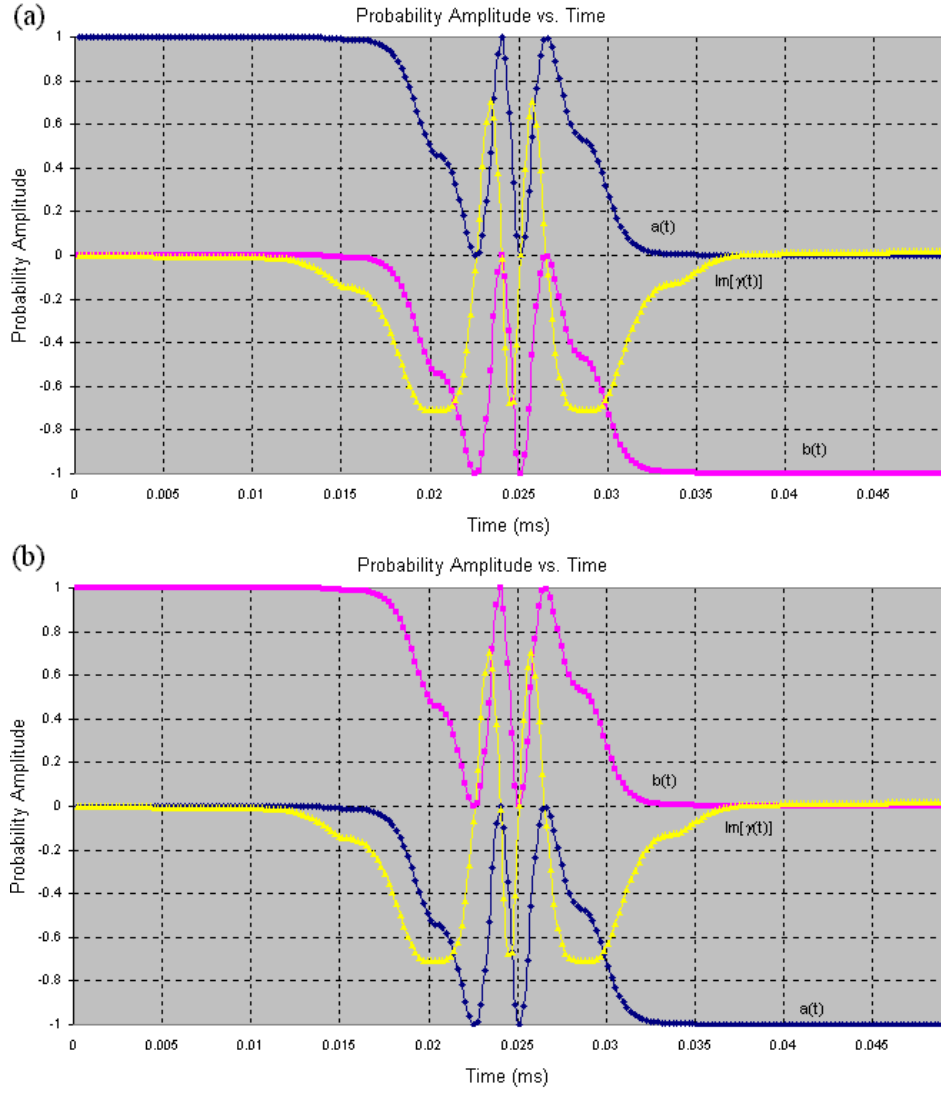 (a)
Probability Amplitude vs. Time
Probability Amplitude
1
0.8
0.6
0.4
0.2
0
-0.2
-0.4
-0.6
-0.8
-1
a(t)
Im[γ(t)]
b(t)
0 0.005 0.01 0.015 0.02 0.025 0.03 0.035 0.04 0.045
Time (ms)
(b)
Probability Amplitude vs. Time
Probability Amplitude
1
0.8
0.6
0.4
0.2
0
-0.2
-0.4
-0.6
-0.8
-1
b(t)
Im[γ(t)]
a(t)
0 0.005 0.01 0.015 0.02 0.025 0.03 0.035 0.04 0.045
Time (ms)